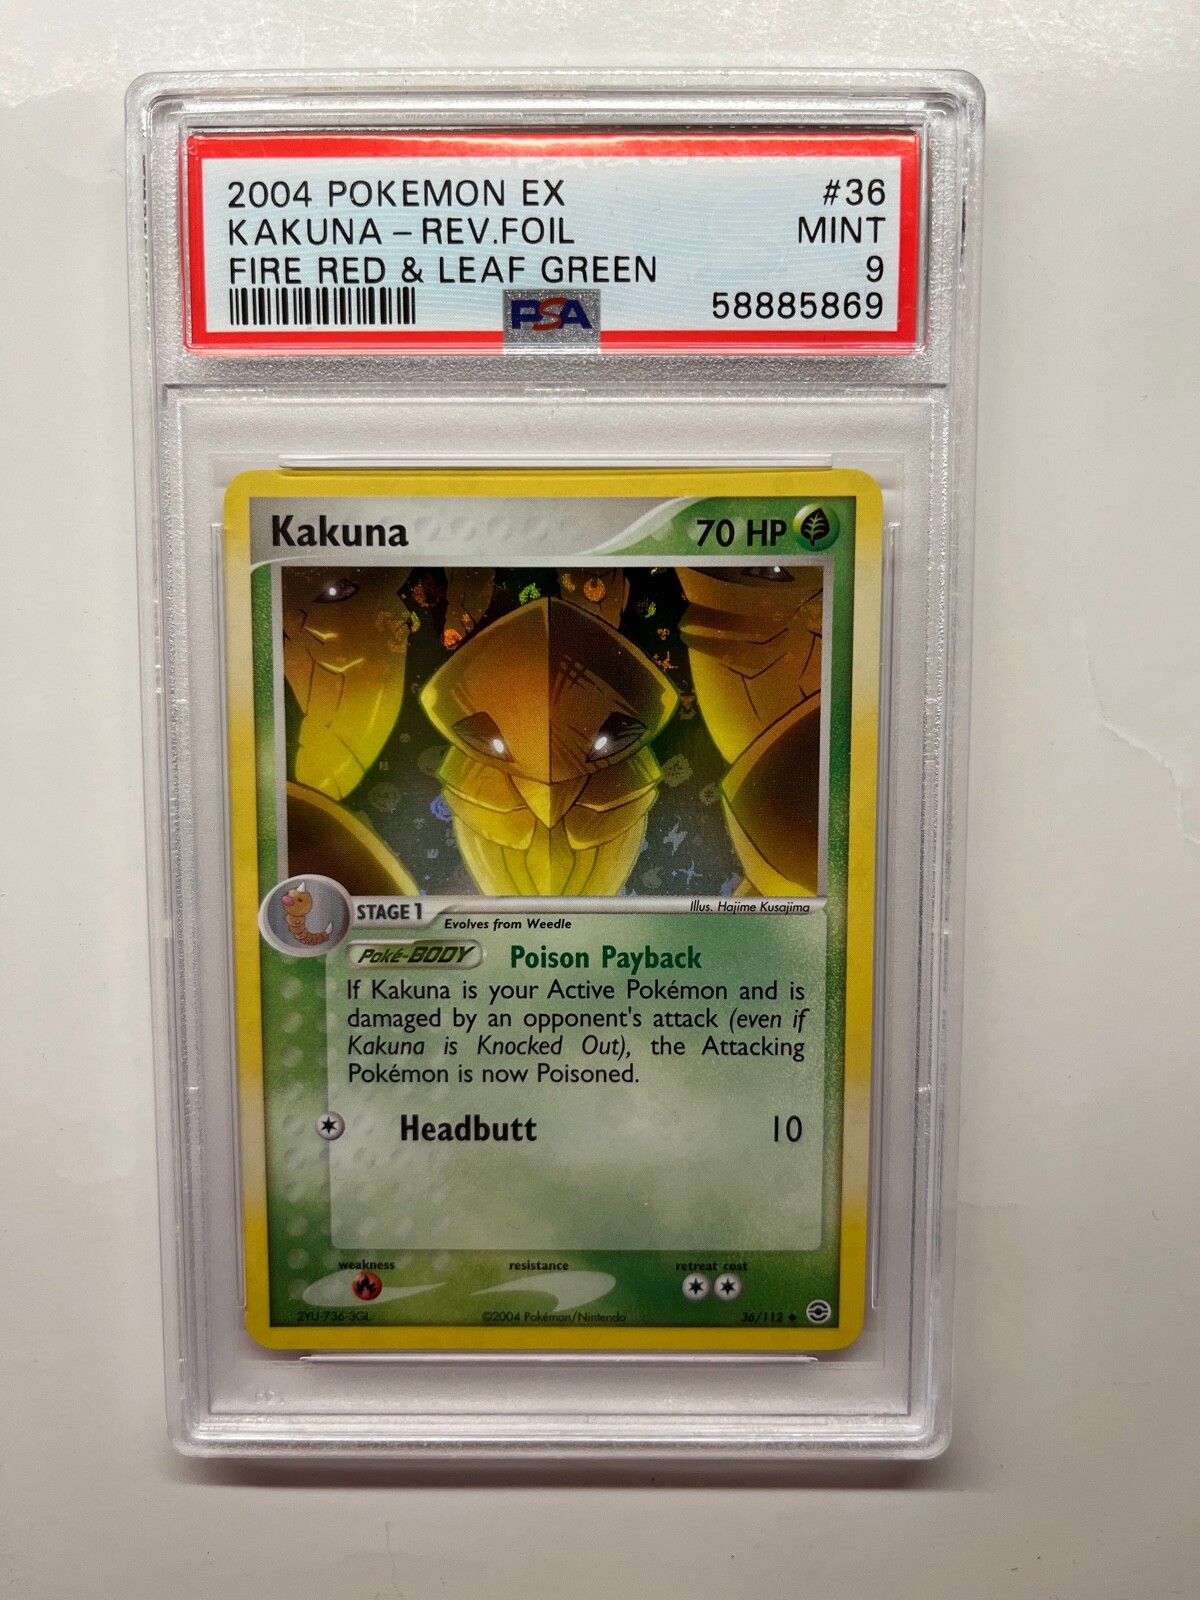 2004 POKEMON EX #36
KAKUNA - REV.FOIL MINT
FIRE RED & LEAF GREEN 9
PSA 58885869
Kakuna 70 HP
Illus. Hajime Kusajima
STAGE 1
Evolves from Weedle
Poké-BODY Poison Payback
If Kakuna is your Active Pokémon and is
damaged by an opponent's attack (even if
Kakuna is Knocked Out), the Attacking
Pokémon is now Poisoned.
Headbutt 10
weakness resistance retreat cost
2YU-736-3GL ©2004 Pokémon/Nintendo 36/112